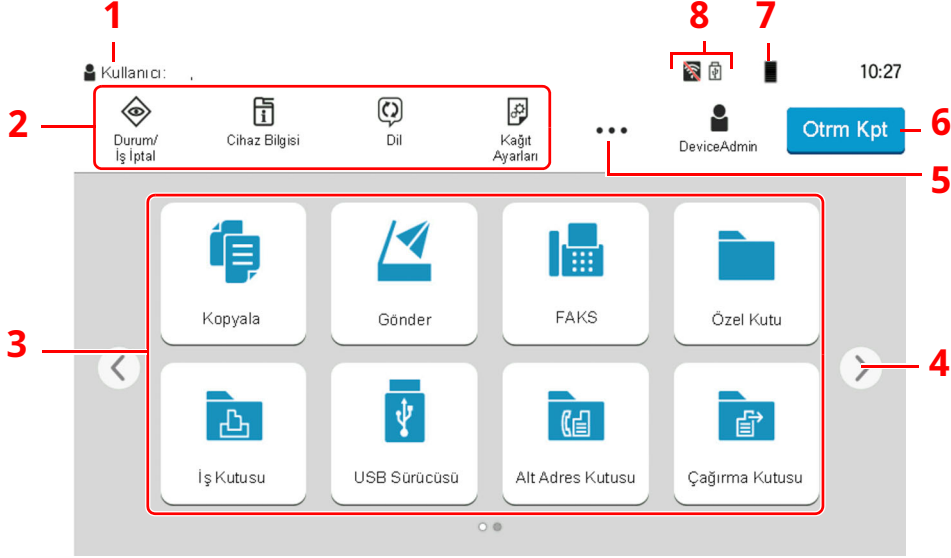 1
8
7
Kullanıcı:
10:27
2
Durum/
İş İptal
Cihaz Bilgisi
Dil
Kağıt
Ayarları
DeviceAdmin
Otrm Kpt
6
5
3
Kopyala
Gönder
FAKS
Özel Kutu
4
İş Kutusu
USB Sürücüsü
Alt Adres Kutusu
Çağırma Kutusu